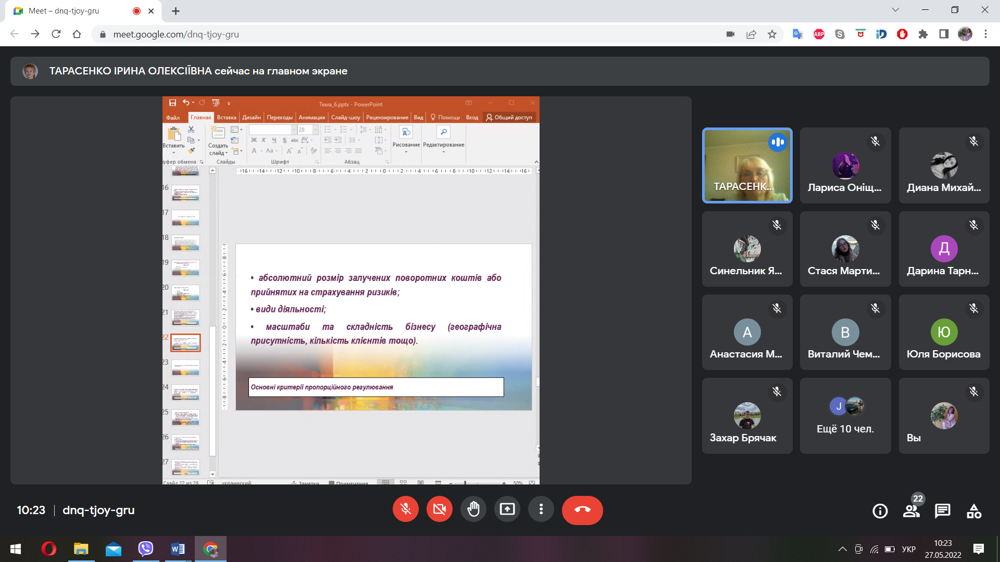 Meet – dnq-tjoy-gru
meet.google.com/dnq-tjoy-gru
ABP
ТАРАСЕНКО ІРИНА ОЛЕКСІЇВНА сейчас на главном экране
Тема_6.pptx - PowerPoint
Файл Главная Вставка Дизайн Переходы Анимация Слайд-шоу Рецензирование Вид Помощь Вход Общий доступ
28
Ж К Ч S abc AV
Вставить Создать слайд Рисование Редактирование
Слайды Шрифт Абзац
16
17
18
19
20
21
22
23
24
25
26
27
• абсолютний розмір залучених поворотних коштів або
прийнятих на страхування ризиків;
• види діяльності;
• масштаби та складність бізнесу (географічна
присутність, кількість клієнтів тощо).
Основні критерії пропорційного регулювання
Слайд 22 из 28 украинский Заметки Примечания 50%
ТАРАСЕНК... Лариса Оніщ... Диана Михай...
Синельник Я... Стася Марти... Д Дарина Тарн...
А Анастасия М... В Виталий Чем... Ю Юля Борисова
Захар Брячак J Ещё 10 чел. Вы
10:23 | dnq-tjoy-gru
22
УКР
10:23
27.05.2022